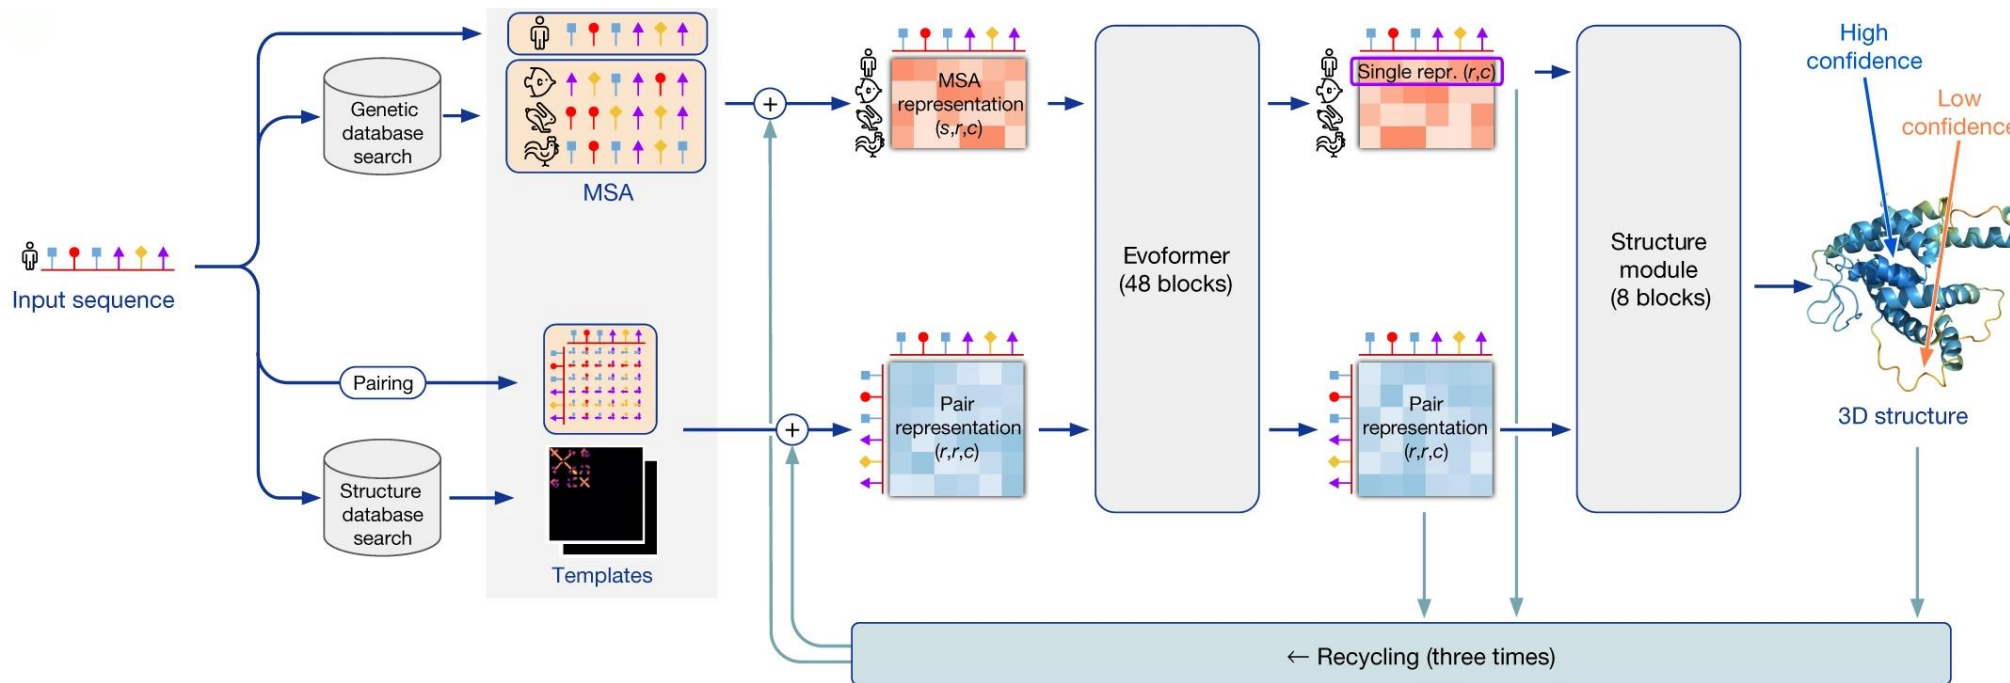 Input sequence
Genetic
database
search
MSA
Pairing
Structure
database
search
Templates
+
+
MSA
representation
(s,r,c)
Pair
representation
(r,r,c)
Evoformer
(48 blocks)
Single repr. (r,c)
Pair
representation
(r,r,c)
Structure
module
(8 blocks)
High
confidence
Low
confidence
3D structure
← Recycling (three times)